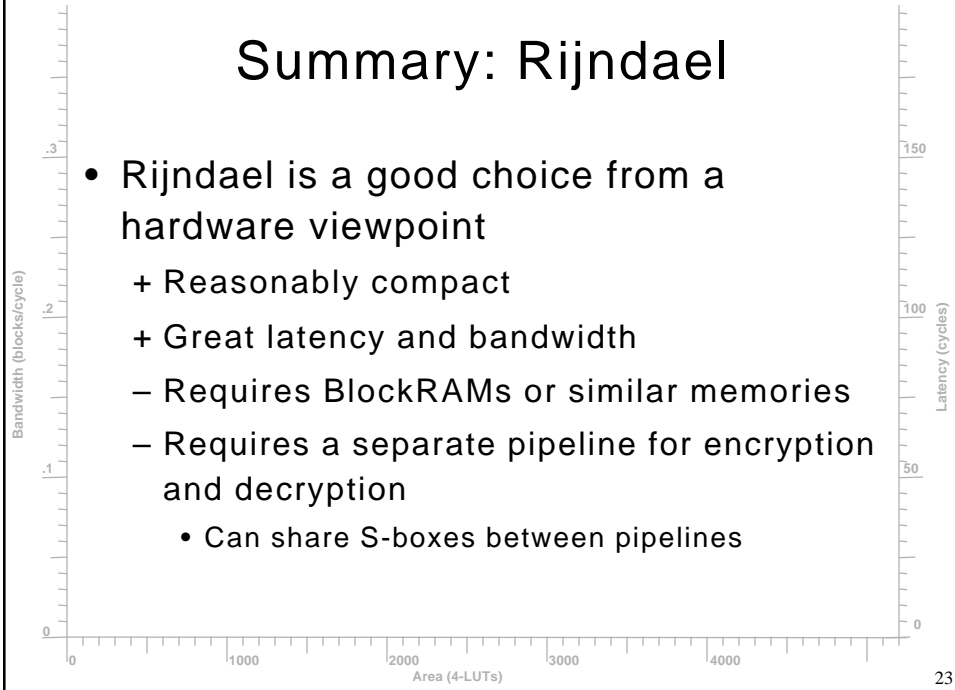 Summary: Rijndael
• Rijndael is a good choice from a
hardware viewpoint
+ Reasonably compact
+ Great latency and bandwidth
– Requires BlockRAMs or similar memories
– Requires a separate pipeline for encryption
and decryption
• Can share S-boxes between pipelines
Bandwidth (blocks/cycle)
.3
.2
.1
0
150
100
50
0
Latency (cycles)
0 1000 2000 3000 4000
Area (4-LUTs)
23